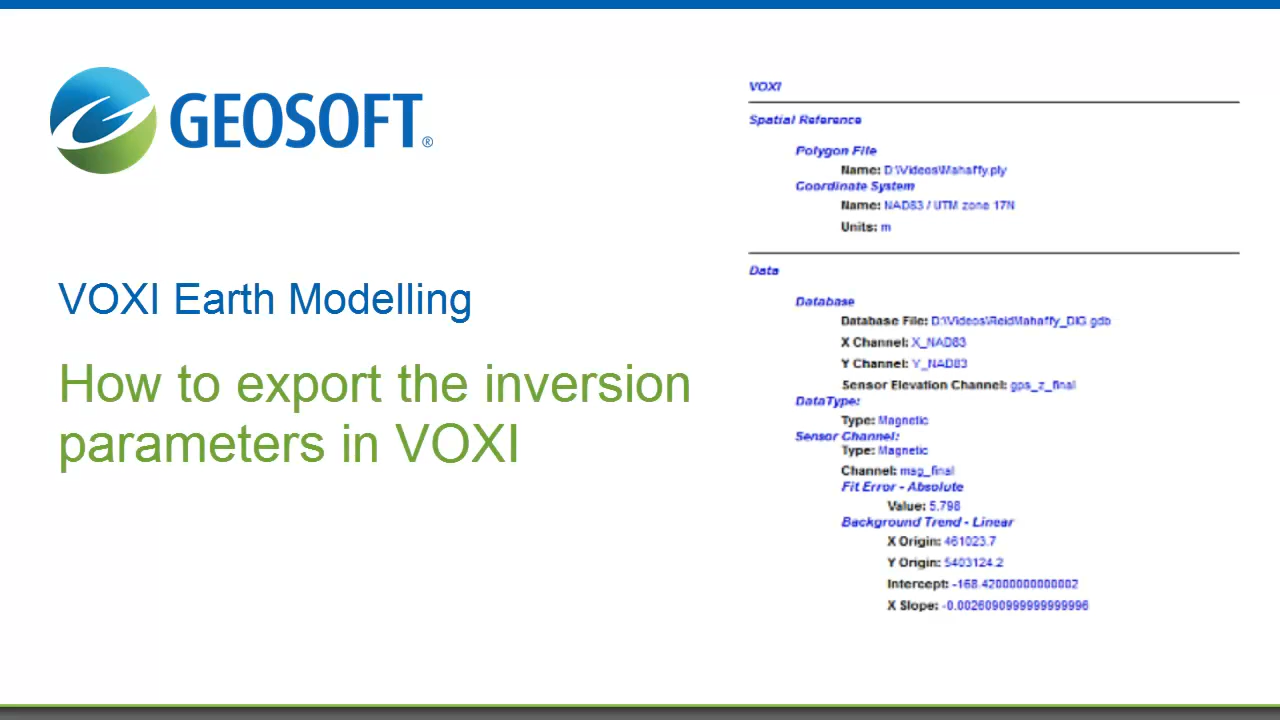 GEOSOFT®
VOXI Earth Modelling
How to export the inversion
parameters in VOXI
VOXI
Spatial Reference
Polygon File
Name: D:\Videos\Mahaffy.ply
Coordinate System
Name: NAD83 / UTM zone 17N
Units: m
Data
Database
Database File: D:\Videos\ReidMahaffy_DIG.gdb
X Channel: X_NAD83
Y Channel: Y_NAD83
Sensor Elevation Channel: gps_z_final
DataType:
Type: Magnetic
Sensor Channel:
Type: Magnetic
Channel: mag_final
Fit Error - Absolute
Value: 5.798
Background Trend - Linear
X Origin: 461023.7
Y Origin: 5403124.2
Intercept: -168.42000000000002
X Slope: -0.0026090999999999996